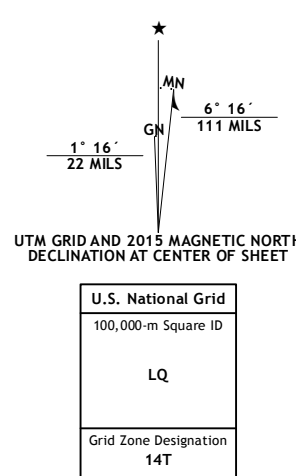 ★
MN
GN
6° 16´
111 MILS
1° 16´
22 MILS
UTM GRID AND 2015 MAGNETIC NORTH
DECLINATION AT CENTER OF SHEET
U.S. National Grid
100,000-m Square ID
LQ
Grid Zone Designation
14T